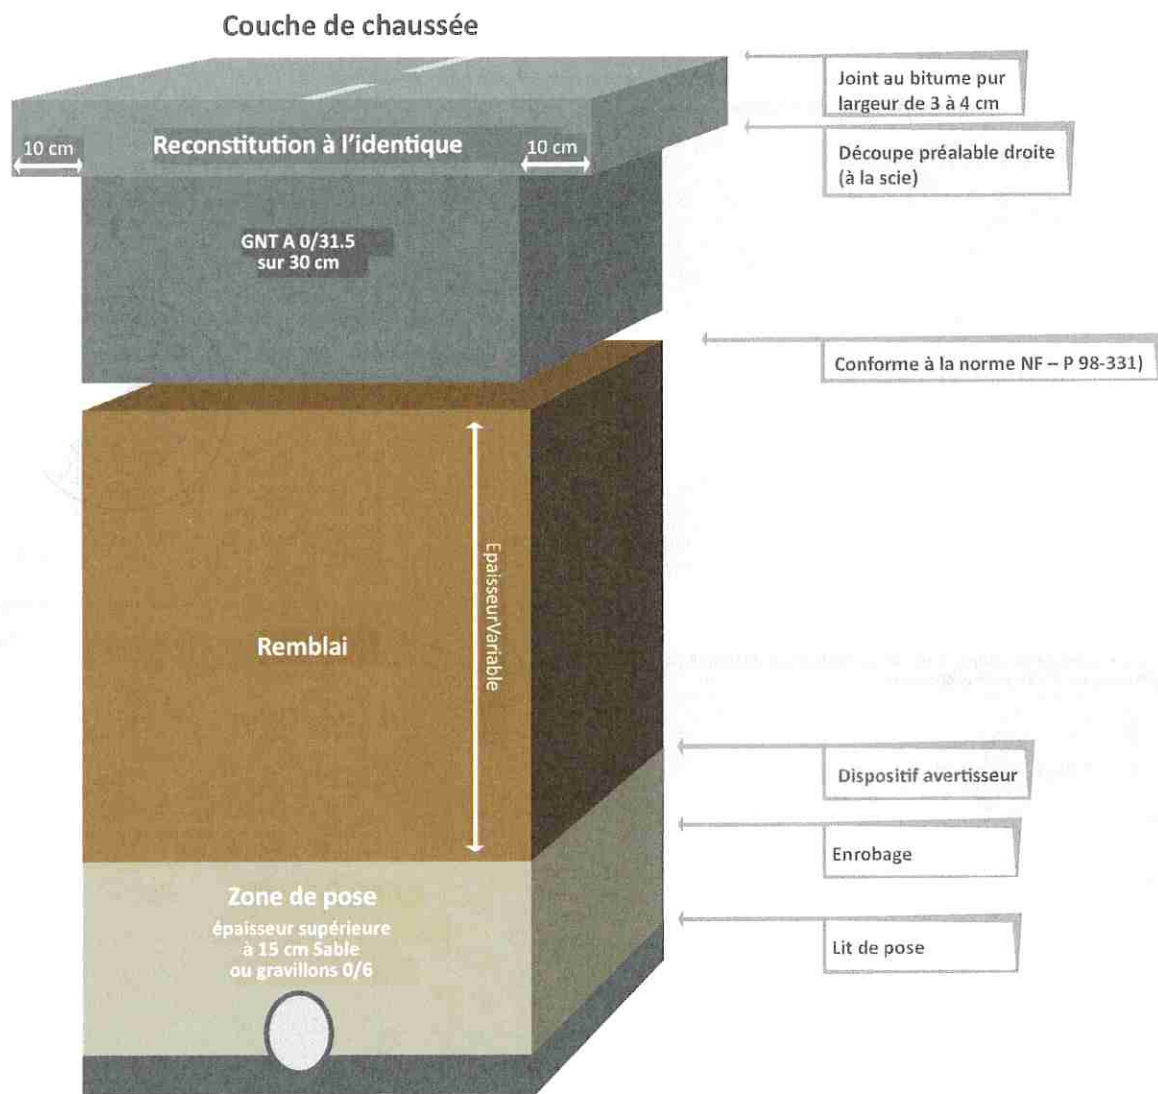 Couche de chaussée
Joint au bitume pur
largeur de 3 à 4 cm
10 cm
Reconstitution à l'identique
10 cm
Découpe préalable droite
(à la scie)
GNT A 0/31.5
sur 30 cm
Conforme à la norme NF – P 98-331)
EpaisseurVariable
Remblai
Dispositif avertisseur
Enrobage
Zone de pose
épaisseur supérieure
à 15 cm Sable
ou gravillons 0/6
Lit de pose